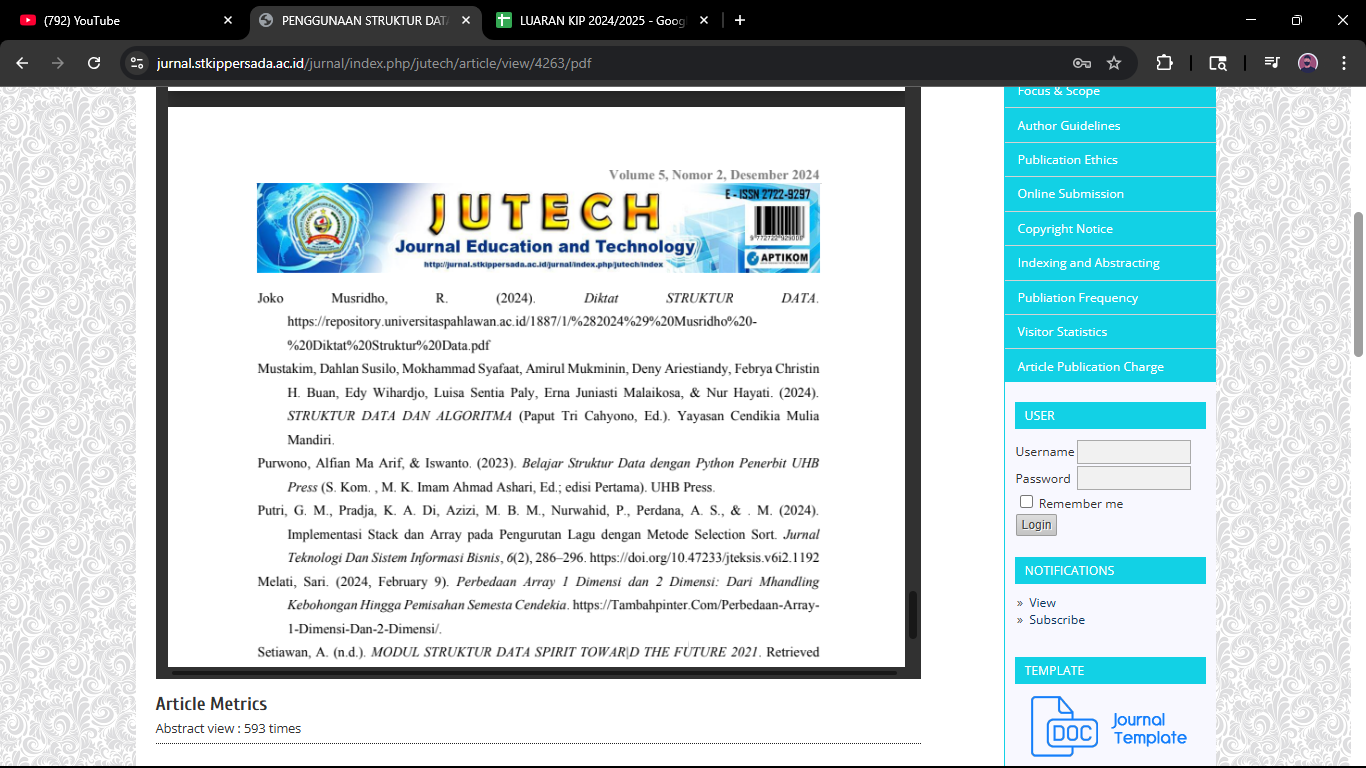 (792) YouTube
PENGGUNAAN STRUKTUR DAT
LUARAN KIP 2024/2025 - Goog
jurnal.stkippersada.ac.id/jurnal/index.php/jutech/article/view/4263/pdf
Volume 5, Nomor 2, Desember 2024
E - ISSN 2722-9297
JUTECH
Journal Education and Technology
http://jurnal.stkippersada.ac.id/jurnal/index.php/jutech/index
APTIKOM
Joko Musridho, R. (2024). Diktat STRUKTUR DATA.
https://repository.universitaspahlawan.ac.id/1887/1/%282024%29%20Musridho%20-
%20Diktat%20Struktur%20Data.pdf
Mustakim, Dahlan Susilo, Mokhammad Syafaat, Amirul Mukminin, Deny Ariestiandy, Febrya Christin
H. Buan, Edy Wihardjo, Luisa Sentia Paly, Erna Juniasti Malaikosa, & Nur Hayati. (2024).
STRUKTUR DATA DAN ALGORITMA (Paput Tri Cahyono, Ed.). Yayasan Cendikia Mulia
Mandiri.
Purwono, Alfian Ma Arif, & Iswanto. (2023). Belajar Struktur Data dengan Python Penerbit UHB
Press (S. Kom. , M. K. Imam Ahmad Ashari, Ed.; edisi Pertama). UHB Press.
Putri, G. M., Pradja, K. A. Di, Azizi, M. B. M., Nurwahid, P., Perdana, A. S., & . M. (2024).
Implementasi Stack dan Array pada Pengurutan Lagu dengan Metode Selection Sort. Jurnal
Teknologi Dan Sistem Informasi Bisnis, 6(2), 286–296. https://doi.org/10.47233/jteksis.v6i2.1192
Melati, Sari. (2024, February 9). Perbedaan Array 1 Dimensi dan 2 Dimensi: Dari Mhandling
Kebohongan Hingga Pemisahan Semesta Cendekia. https://Tambahpinter.Com/Perbedaan-Array-
1-Dimensi-Dan-2-Dimensi/.
Setiawan, A. (n.d.). MODUL STRUKTUR DATA SPIRIT TOWAR|D THE FUTURE 2021. Retrieved
Article Metrics
Abstract view : 593 times
Focus & Scope
Author Guidelines
Publication Ethics
Online Submission
Copyright Notice
Indexing and Abstracting
Publiation Frequency
Visitor Statistics
Article Publication Charge
USER
Username
Password
Remember me
Login
NOTIFICATIONS
» View
» Subscribe
TEMPLATE
DOC
Journal
Template